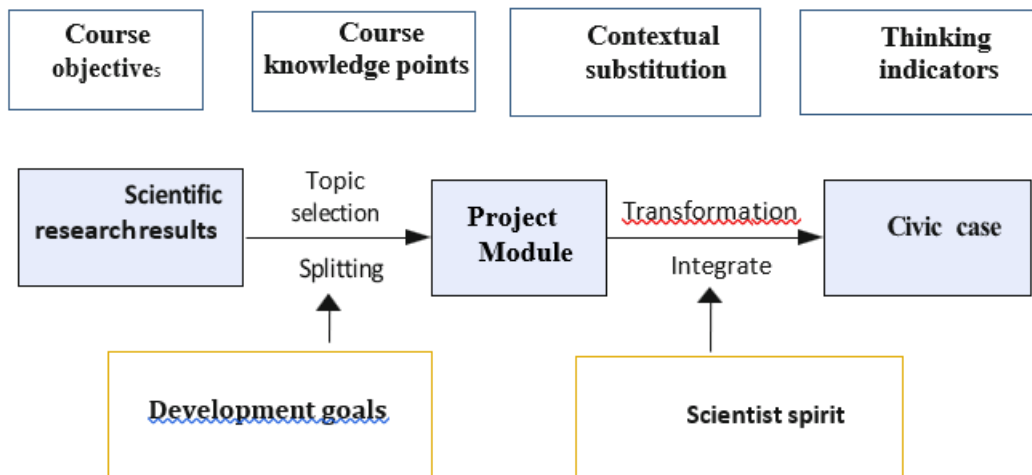 Course
objectives
Course
knowledge points
Contextual
substitution
Thinking
indicators
Scientific
research results
Topic
selection
Splitting
Project
Module
Transformation
Integrate
Civic case
Development goals
Scientist spirit